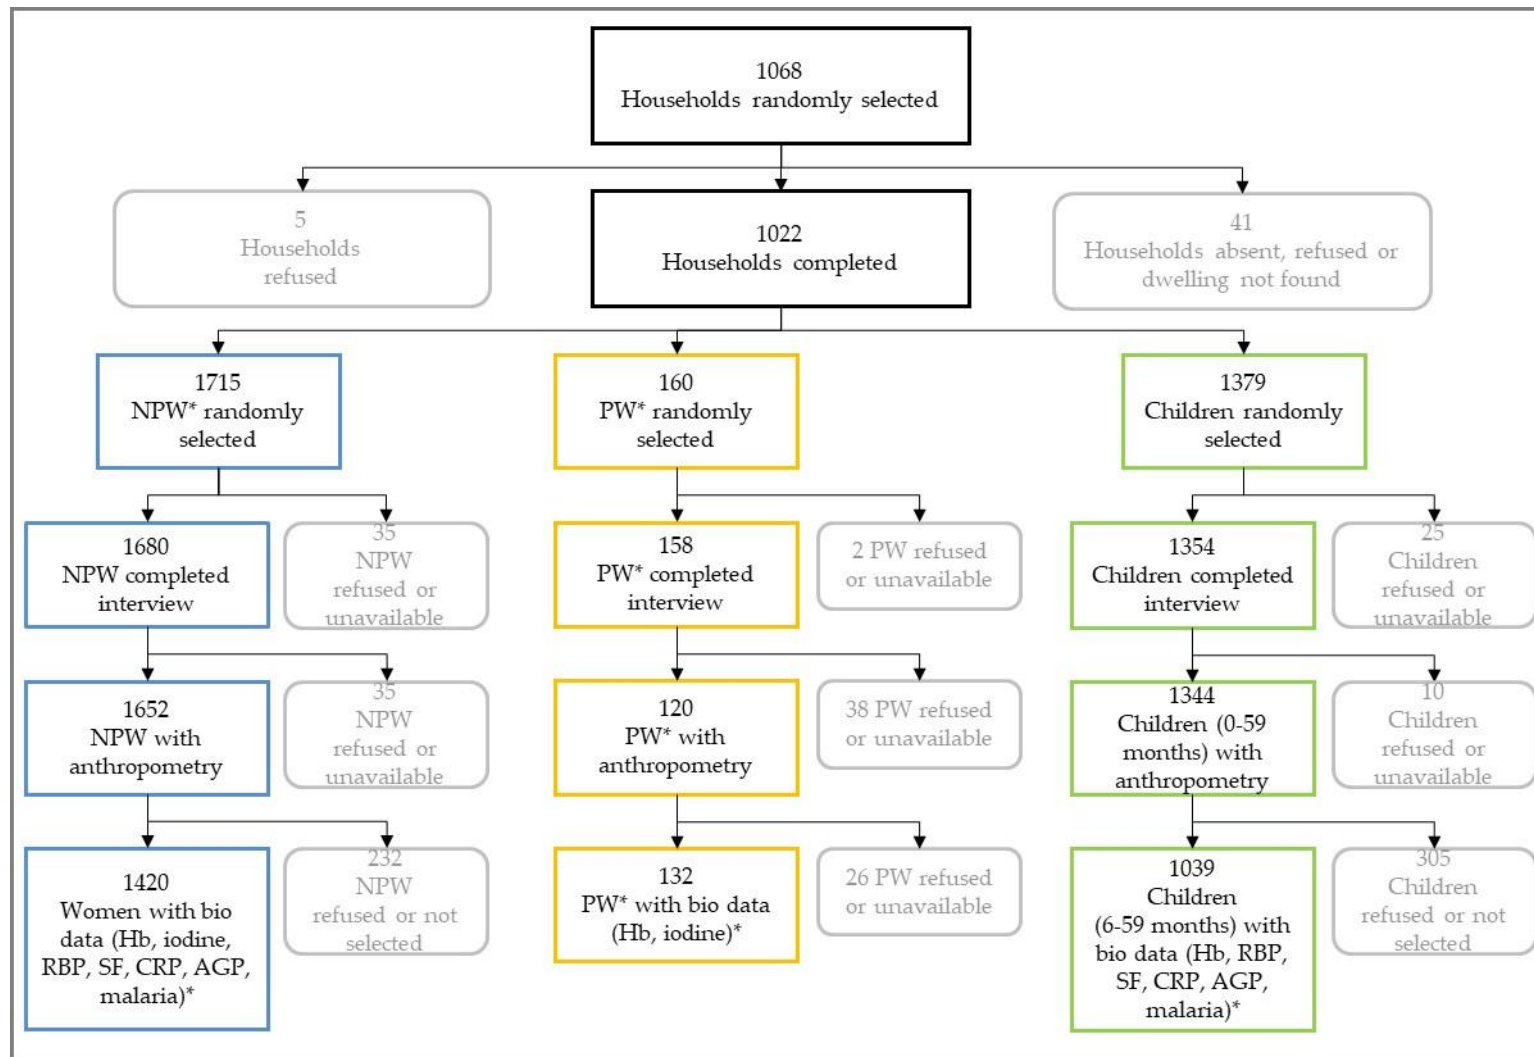 1068
Households randomly selected
5
Households
refused
1022
Households completed
41
Households absent, refused or
dwelling not found
1715
NPW* randomly
selected
160
PW* randomly
selected
1379
Children randomly
selected
1680
NPW completed
interview
35
NPW
refused or
unavailable
158
PW* completed
interview
2 PW refused
or unavailable
1354
Children completed
interview
25
Children
refused or
unavailable
1652
NPW with
anthropometry
35
NPW
refused or
unavailable
120
PW* with
anthropometry
38 PW refused
or unavailable
1344
Children (0-59
months) with
anthropometry
10
Children
refused or
unavailable
1420
Women with bio
data (Hb, iodine,
RBP, SF, CRP, AGP,
malaria)*
232
NPW
refused or not
selected
132
PW* with bio data
(Hb, iodine)*
26 PW refused
or unavailable
1039
Children
(6-59 months) with
bio data (Hb, RBP,
SF, CRP, AGP,
malaria)*
305
Children
refused or not
selected